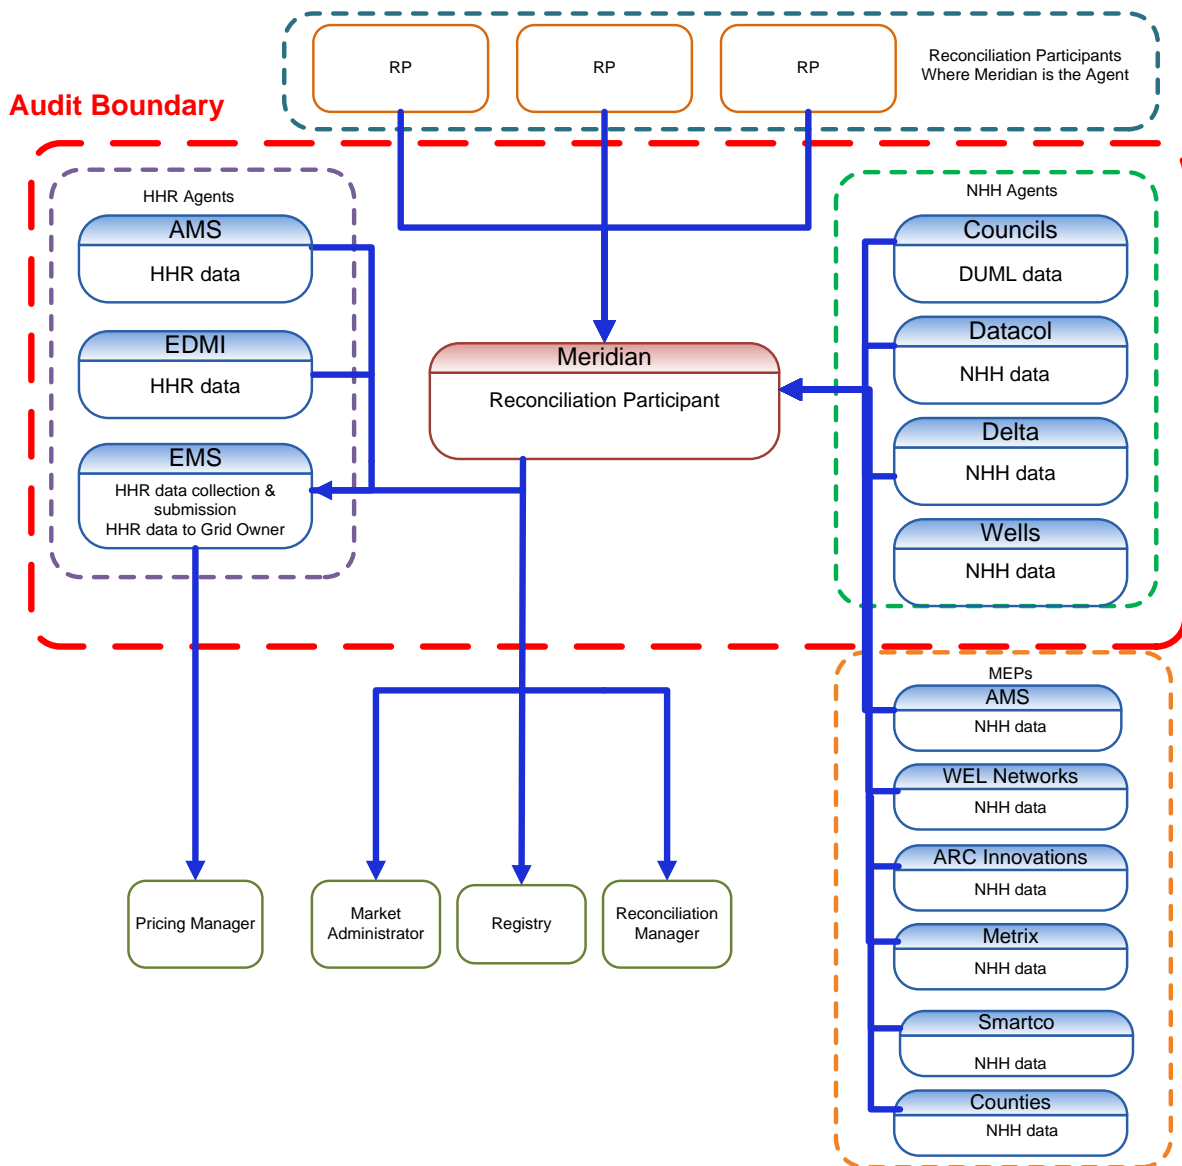 RP
RP
RP
Reconciliation Participants
Where Meridian is the Agent
Audit Boundary
HHR Agents
AMS
HHR data
EDMI
HHR data
EMS
HHR data collection &
submission
HHR data to Grid Owner
Meridian
Reconciliation Participant
NHH Agents
Councils
DUML data
Datacol
NHH data
Delta
NHH data
Wells
NHH data
MEPs
AMS
NHH data
WEL Networks
NHH data
ARC Innovations
NHH data
Metrix
NHH data
Smartco
NHH data
Counties
NHH data
Pricing Manager
Market
Administrator
Registry
Reconciliation
Manager